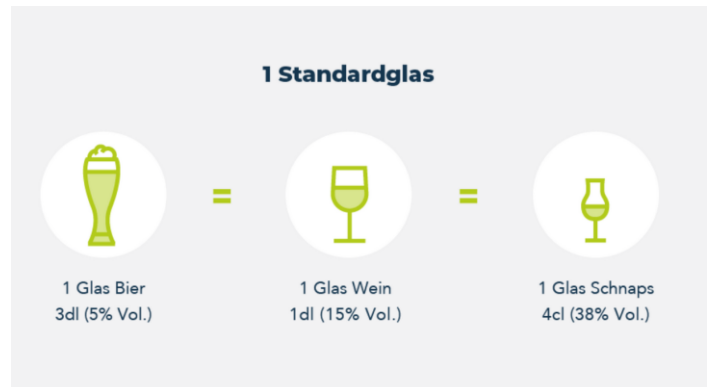 1 Standardglas
=
=
1 Glas Bier
3dl (5% Vol.)
1 Glas Wein
1dl (15% Vol.)
1 Glas Schnaps
4cl (38% Vol.)